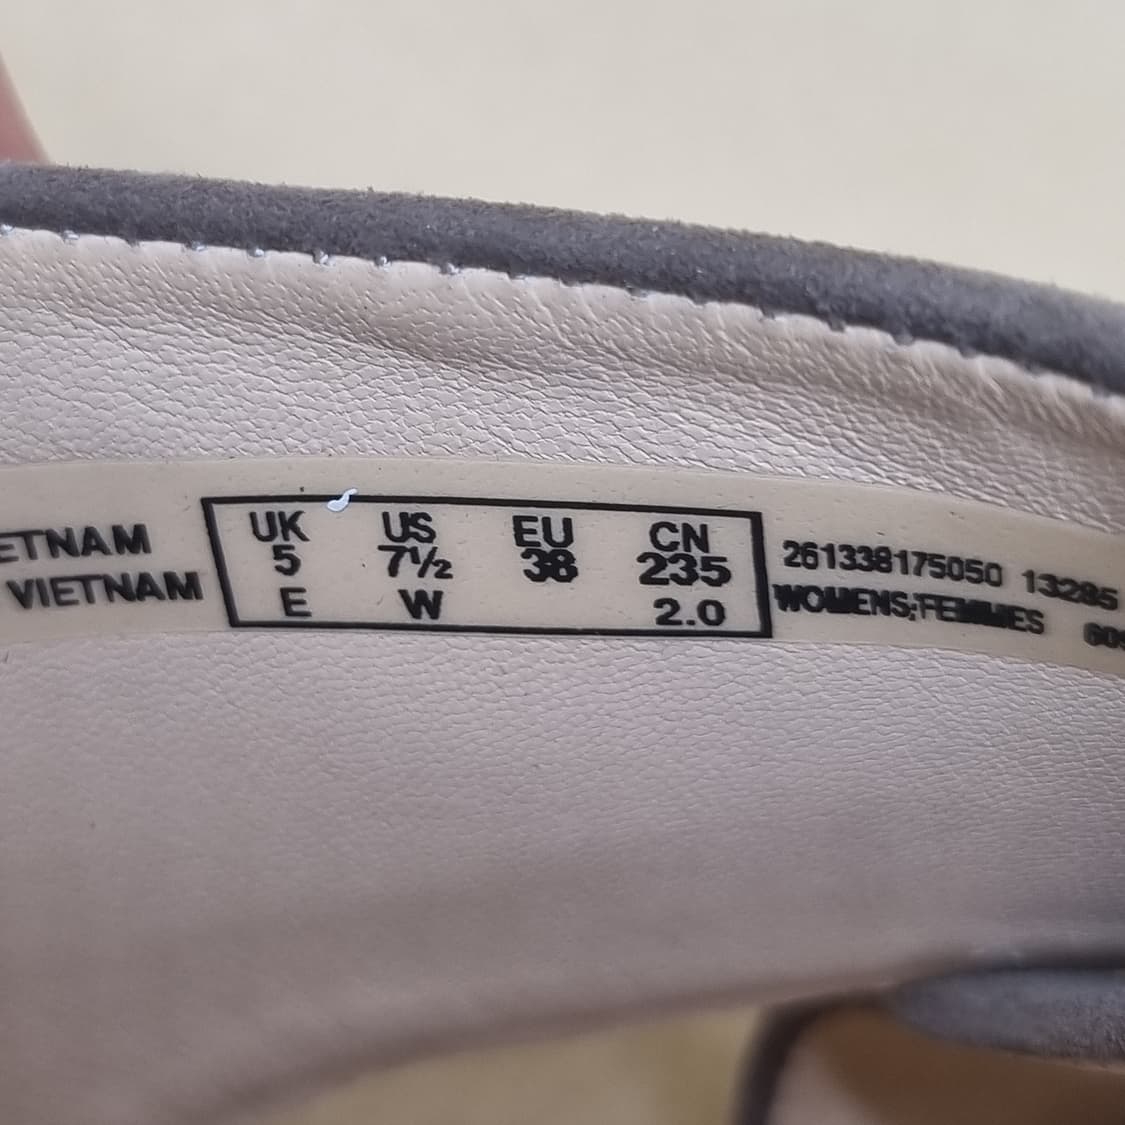 ETNAM
VIETNAM
UK US EU CN
5 7½ 38 235
E W 2.0
261338175050 13285
WOMENS;FEMMES